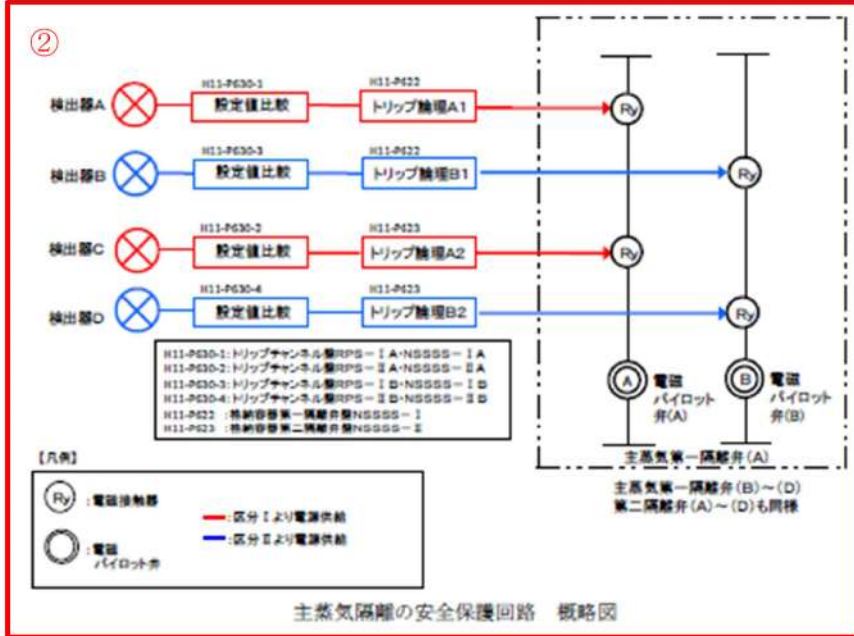 ②
検出器A
H11-P630-1
設定値比較
H11-P622
トリップ論理A1
Ry
検出器B
H11-P630-3
設定値比較
H11-P622
トリップ論理B1
Ry
検出器C
H11-P630-2
設定値比較
H11-P623
トリップ論理A2
Ry
検出器D
H11-P630-4
設定値比較
H11-P623
トリップ論理B2
Ry
H11-P630-1:トリップチャンネル盤RPS-ⅠA・NSSSS-ⅠA
H11-P630-2:トリップチャンネル盤RPS-ⅡA・NSSSS-ⅡA
H11-P630-3:トリップチャンネル盤RPS-ⅠB・NSSSS-ⅠB
H11-P630-4:トリップチャンネル盤RPS-ⅡB・NSSSS-ⅡB
H11-P622 :格納容器第一隔離弁盤NSSSS-Ⅰ
H11-P623 :格納容器第二隔離弁盤NSSSS-Ⅱ
A
電磁
パイロット
弁(A)
B
電磁
パイロット
弁(B)
主蒸気第一隔離弁(A)
主蒸気第一隔離弁(B)~(D)
第二隔離弁(A)~(D)も同様
【凡例】
Ry
:電磁接触器
:電磁
パイロット弁
:区分Ⅰより電源供給
:区分Ⅱより電源供給
主蒸気隔離の安全保護回路 概略図